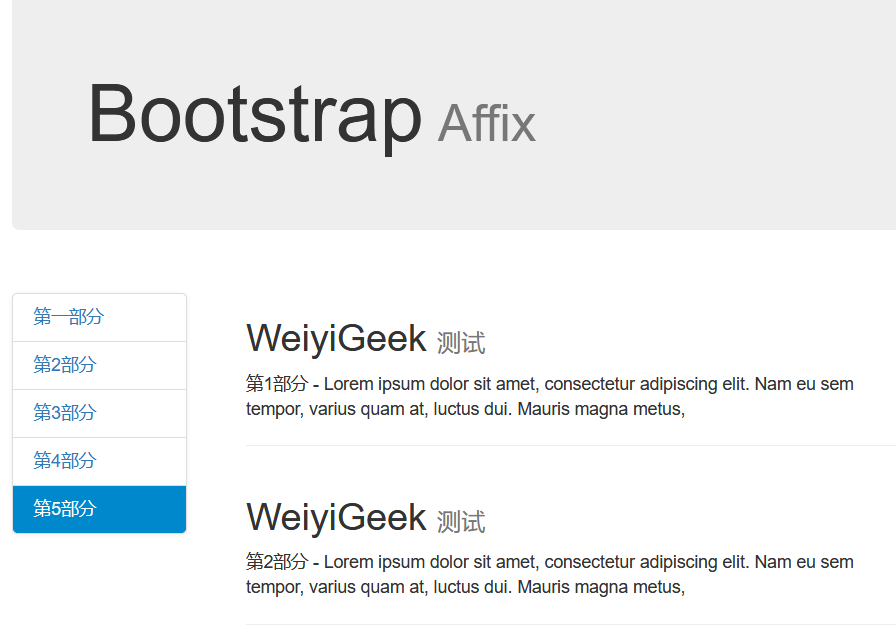 Bootstrap Affix
第一部分
第2部分
第3部分
第4部分
第5部分
WeiyiGeek 测试
第1部分 - Lorem ipsum dolor sit amet, consectetur adipiscing elit. Nam eu sem
tempor, varius quam at, luctus dui. Mauris magna metus,
WeiyiGeek 测试
第2部分 - Lorem ipsum dolor sit amet, consectetur adipiscing elit. Nam eu sem
tempor, varius quam at, luctus dui. Mauris magna metus,